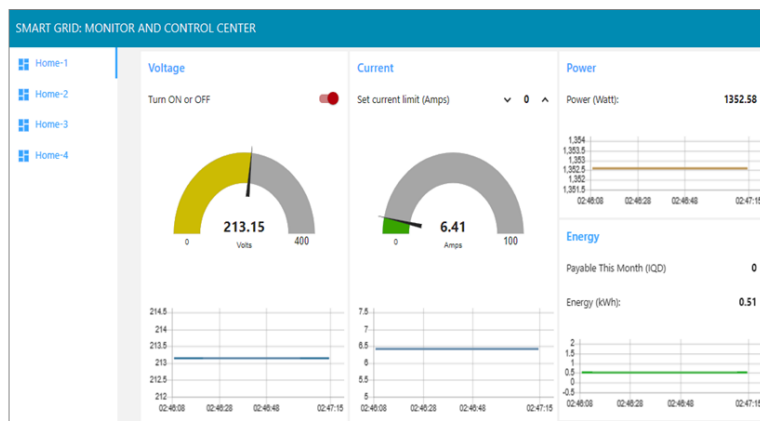 SMART GRID: MONITOR AND CONTROL CENTER
Home-1
Home-2
Home-3
Home-4
Voltage
Turn ON or OFF
213.15
Volts
0
400
214.5
214
213.5
213
212.5
212
02:46:08 02:46:28 02:46:48 02:47:15
Current
Set current limit (Amps) 0
6.41
Amps
0
100
7.5
7
6.5
6
5.5
5
02:46:08 02:46:28 02:46:48 02:47:15
Power
Power (Watt): 1352.58
1,354
1,353.5
1,353
1,352.5
1,352
1,351.5
02:46:08 02:46:28 02:46:48 02:47:15
Energy
Payable This Month (IQD) 0
Energy (kWh): 0.51
2
1.5
1
0.5
0
-0.5
02:46:08 02:46:28 02:46:48 02:47:15